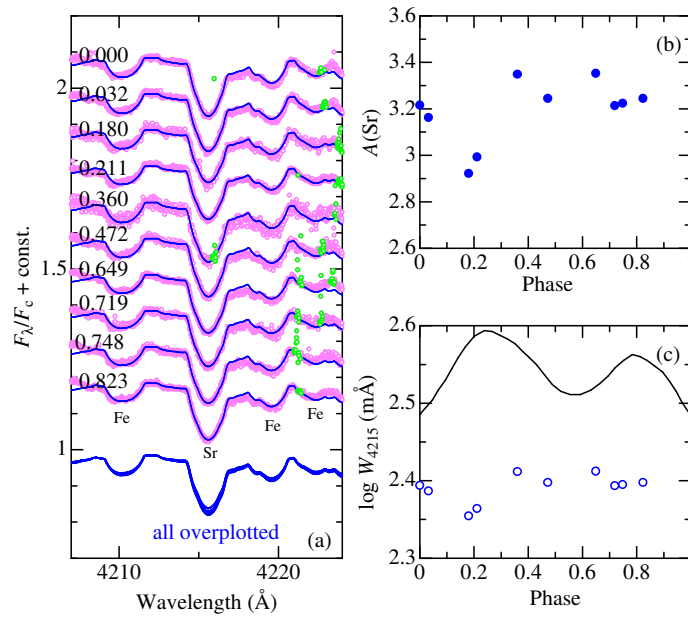 0.000
0.032
0.180
0.211
0.360
0.472
0.649
0.719
0.748
0.823
Fe
Sr
Fe
Fe
all overplotted
(a)
2
1.5
1
F_λ/F_c + const.
4210
4220
Wavelength (Å)
(b)
3.6
3.4
3.2
3
2.8
2.6
A(Sr)
0
0.2
0.4
0.6
0.8
Phase
(c)
2.6
2.5
2.4
2.3
log W_4215 (mÅ)
0
0.2
0.4
0.6
0.8
Phase